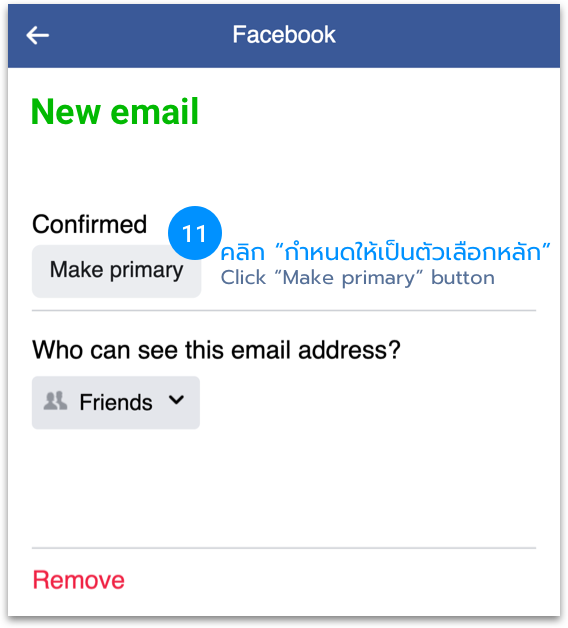 Facebook
New email
Confirmed
11
คลิก “กำหนดให้เป็นตัวเลือกหลัก“
Make primary
Click “Make primary” button
Who can see this email address?
Friends
Remove